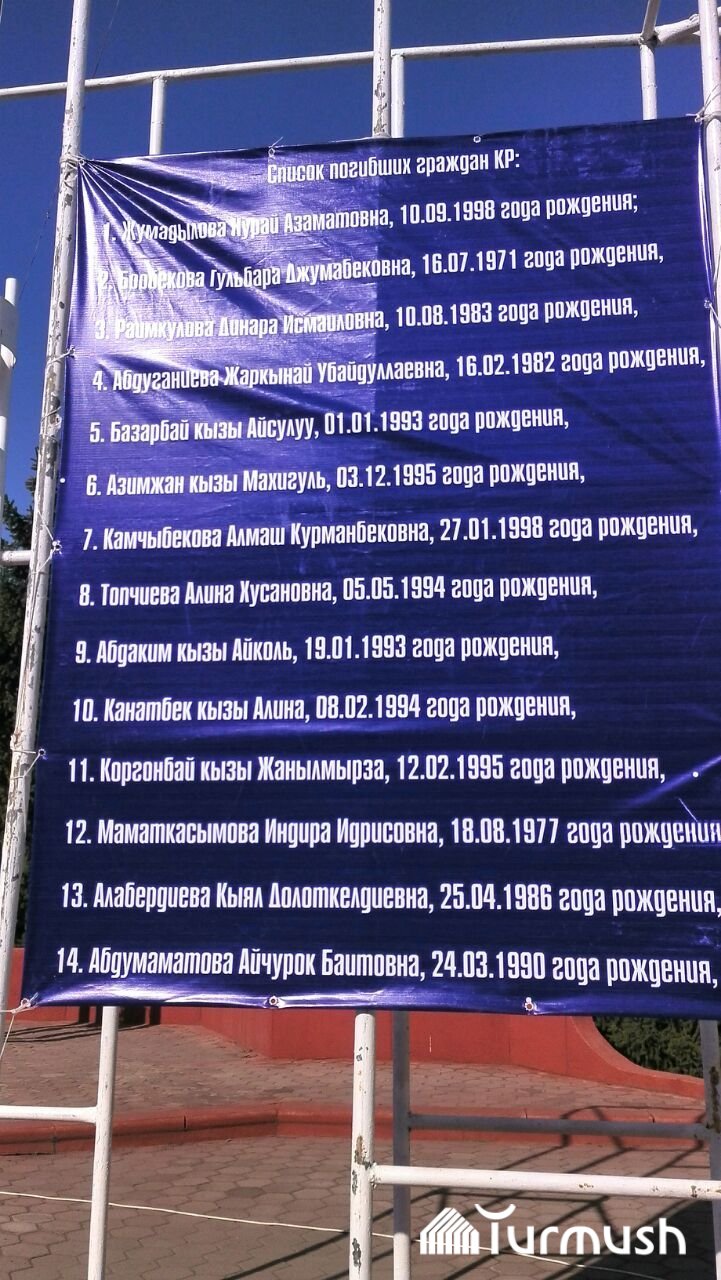 Список погибших граждан КР:
1. Жумадылова Нурай Азаматовна, 10.09.1998 года рождения;
2. Бробекова Гульбара Джумабековна, 16.07.1971 года рождения,
3. Раимкулова Динара Исмаиловна, 10.08.1983 года рождения,
4. Абдуганиева Жаркынай Убайдуллаевна, 16.02.1982 года рождения,
5. Базарбай кызы Айсулуу, 01.01.1993 года рождения,
6. Азимжан кызы Махигуль, 03.12.1995 года рождения,
7. Камчыбекова Алмаш Курманбековна, 27.01.1998 года рождения,
8. Топчиева Алина Хусановна, 05.05.1994 года рождения,
9. Абдаким кызы Айколь, 19.01.1993 года рождения,
10. Канатбек кызы Алина, 08.02.1994 года рождения,
11. Коргонбай кызы Жанылмырза, 12.02.1995 года рождения,
12. Маматкасымова Индира Идрисовна, 18.08.1977 года рождения
13. Алабердиева Кыял Долоткелдиевна, 25.04.1986 года рождения,
14. Абдумаматова Айчурок Баитовна, 24.03.1990 года рождения,
Turmush